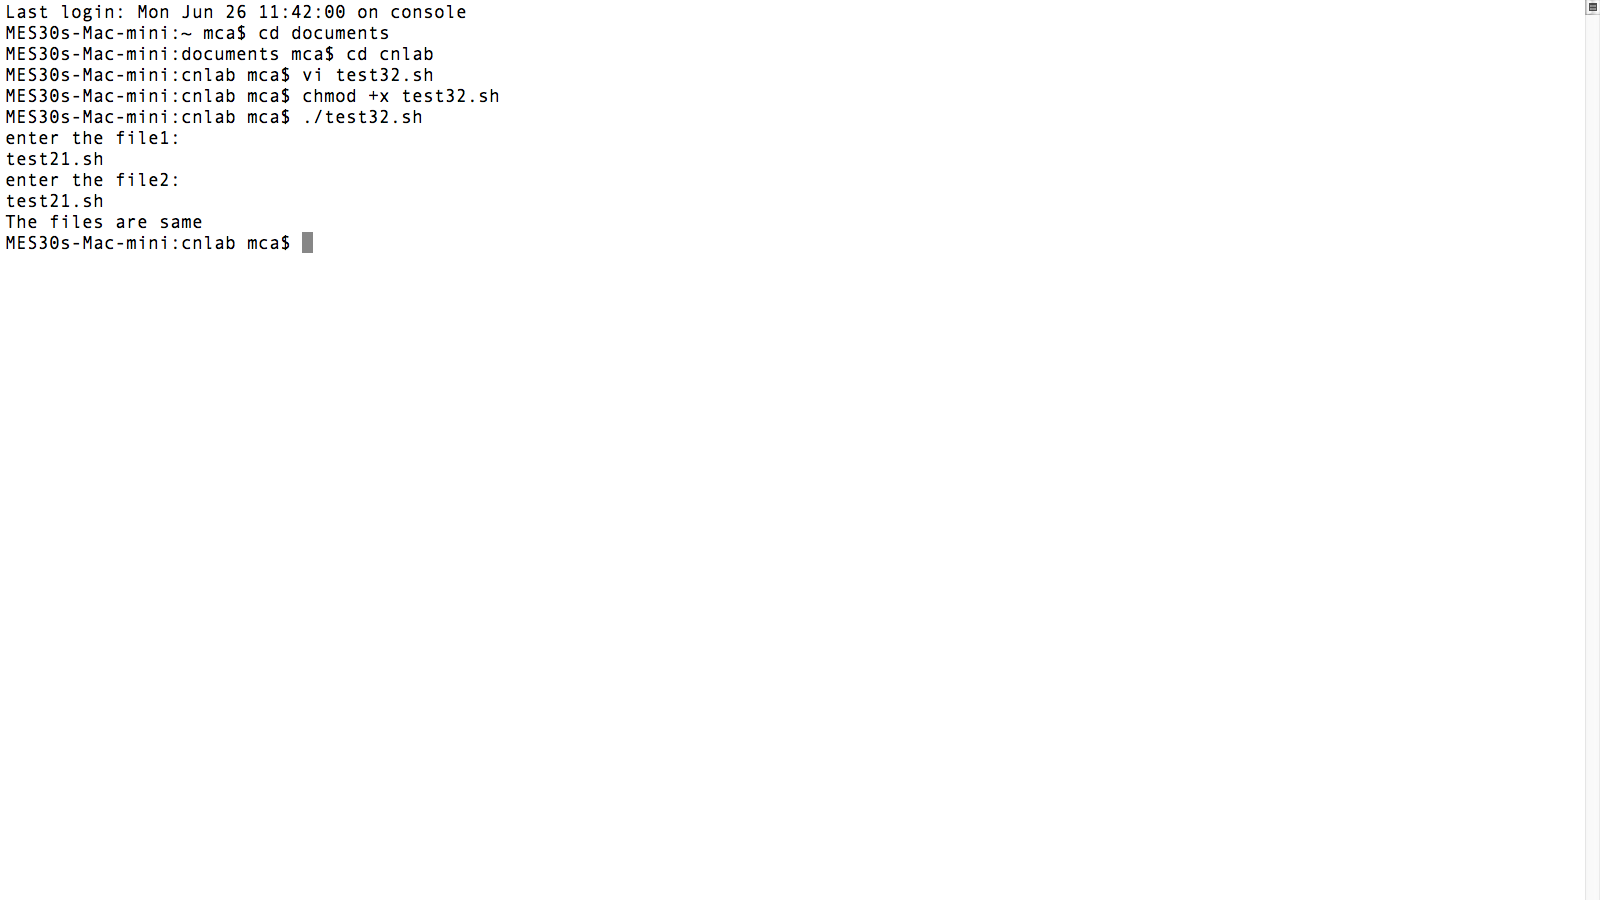 Last login: Mon Jun 26 11:42:00 on console
MES30s-Mac-mini:~ mca$ cd documents
MES30s-Mac-mini:documents mca$ cd cnlab
MES30s-Mac-mini:cnlab mca$ vi test32.sh
MES30s-Mac-mini:cnlab mca$ chmod +x test32.sh
MES30s-Mac-mini:cnlab mca$ ./test32.sh
enter the file1:
test21.sh
enter the file2:
test21.sh
The files are same
MES30s-Mac-mini:cnlab mca$